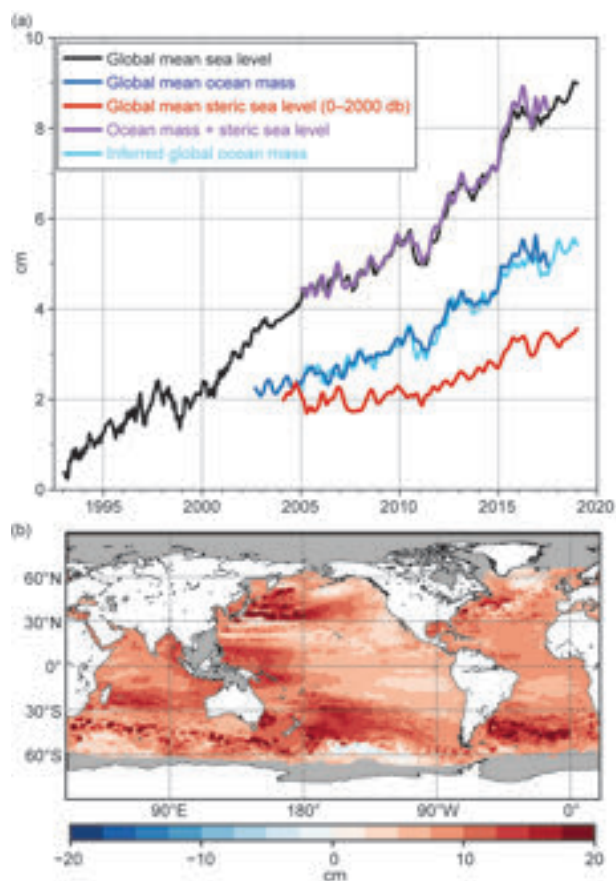 (a)
10
8
6
4
2
0
cm
Global mean sea level
Global mean ocean mass
Global mean steric sea level (0–2000 db)
Ocean mass + steric sea level
Inferred global ocean mass
1995 2000 2005 2010 2015 2020
(b)
60°N
30°N
0°
30°S
60°S
90°E 180° 90°W 0°
−20 −10 0 10 20
cm